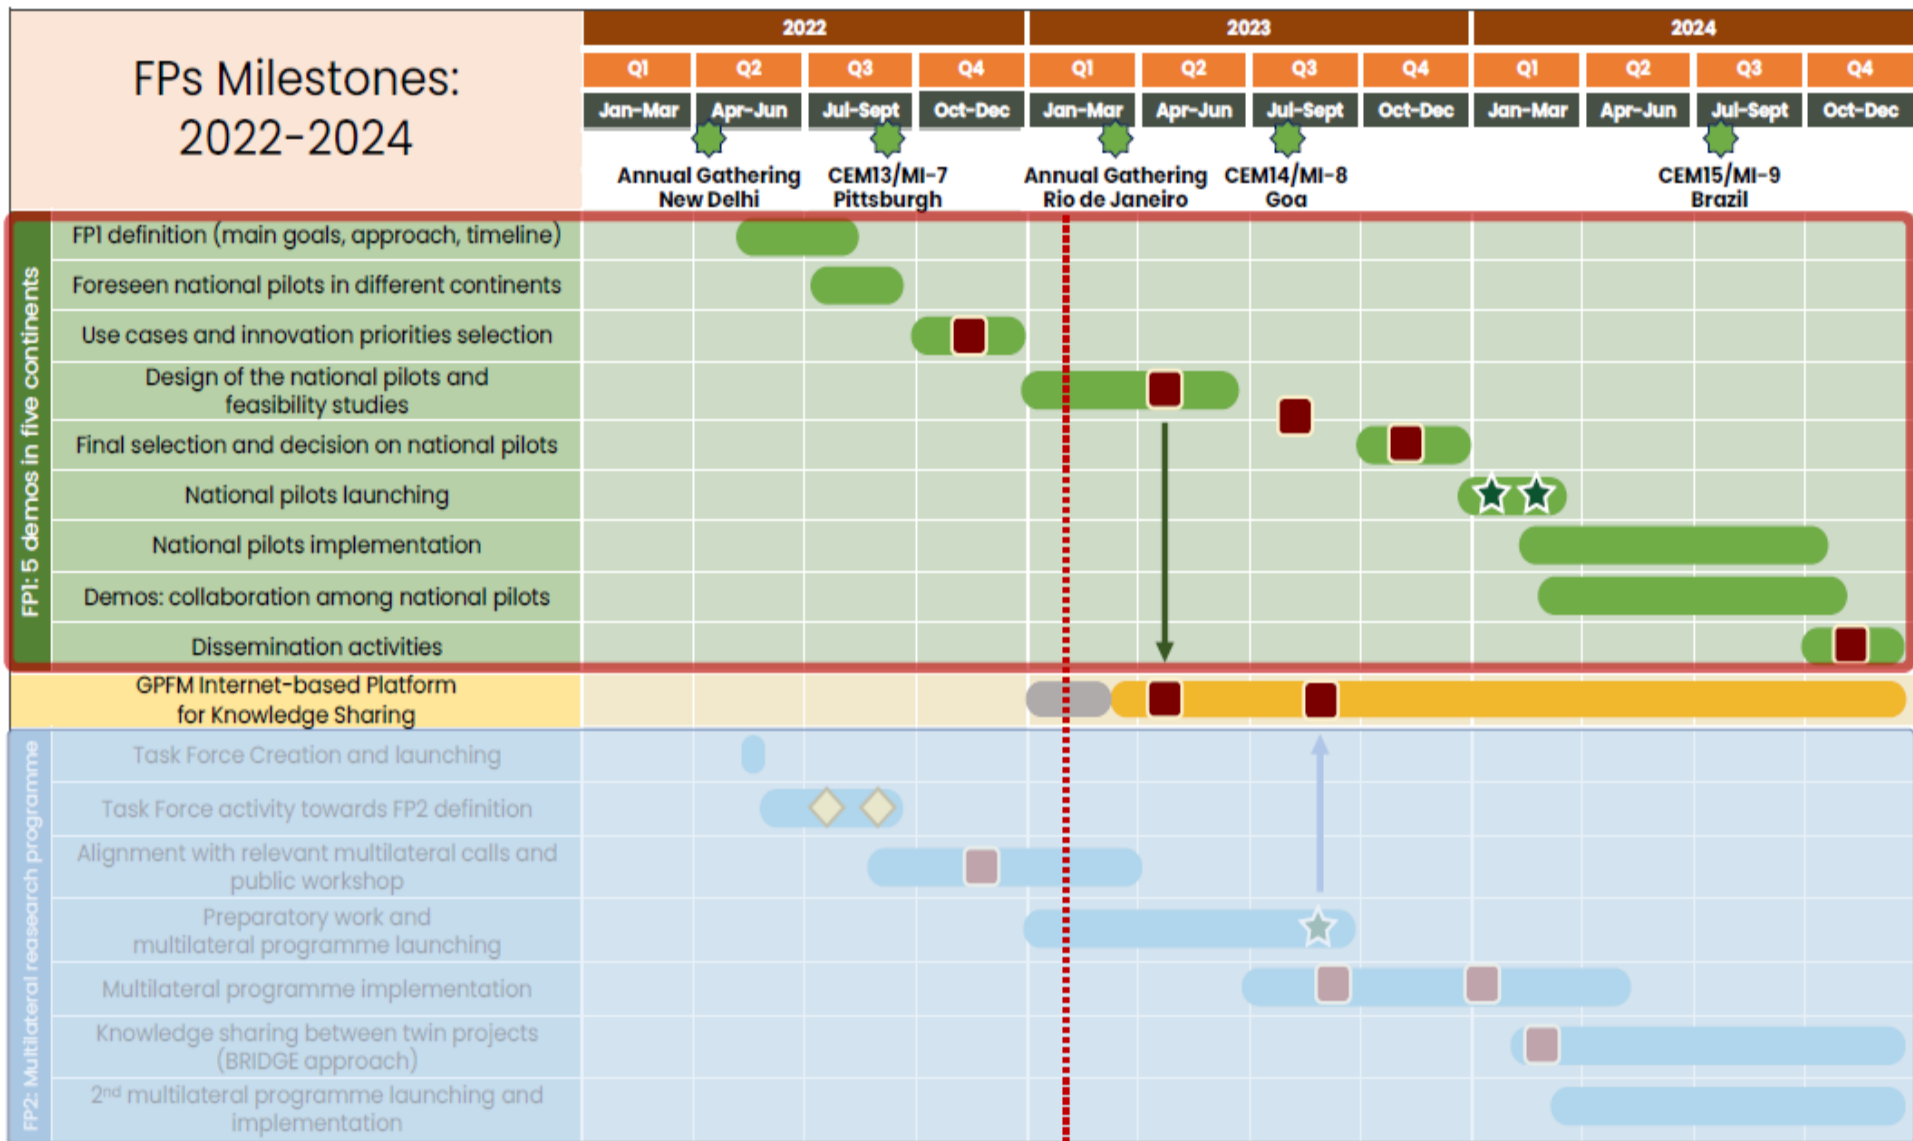 FPs Milestones:
2022-2024
2022
2023
2024
Q1
Q2
Q3
Q4
Q1
Q2
Q3
Q4
Q1
Q2
Q3
Q4
Jan-Mar
Apr-Jun
Jul-Sept
Oct-Dec
Jan-Mar
Apr-Jun
Jul-Sept
Oct-Dec
Jan-Mar
Apr-Jun
Jul-Sept
Oct-Dec
Annual Gathering
New Delhi
CEM13/MI-7
Pittsburgh
Annual Gathering
Rio de Janeiro
CEM14/MI-8
Goa
CEM15/MI-9
Brazil
FP1: 5 demos in five continents
FP1 definition (main goals, approach, timeline)
Foreseen national pilots in different continents
Use cases and innovation priorities selection
Design of the national pilots and
feasibility studies
Final selection and decision on national pilots
National pilots launching
National pilots implementation
Demos: collaboration among national pilots
Dissemination activities
GPFM Internet-based Platform
for Knowledge Sharing
FP2: Multilateral reasearch programme
Task Force Creation and launching
Task Force activity towards FP2 definition
Alignment with relevant multilateral calls and
public workshop
Preparatory work and
multilateral programme launching
Multilateral programme implementation
Knowledge sharing between twin projects
(BRIDGE approach)
2nd multilateral programme launching and
implementation